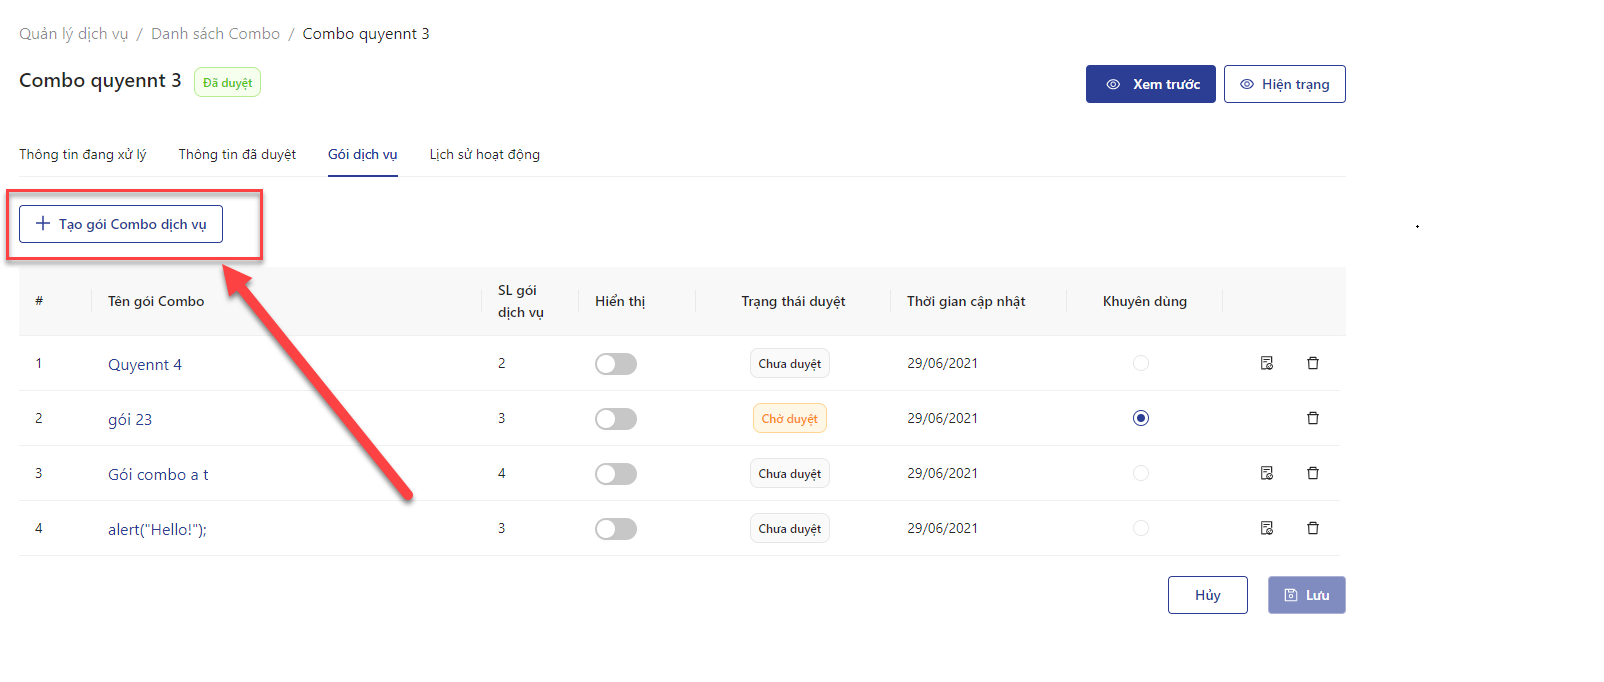 Quản lý dịch vụ / Danh sách Combo / Combo quyennt 3
Combo quyennt 3 Đã duyệt
Xem trước Hiện trạng
Thông tin đang xử lý Thông tin đã duyệt Gói dịch vụ Lịch sử hoạt động
Tạo gói Combo dịch vụ
# Tên gói Combo SL gói dịch vụ Hiển thị Trạng thái duyệt Thời gian cập nhật Khuyên dùng
1 Quyennt 4 2 Chưa duyệt 29/06/2021
2 gói 23 3 Chờ duyệt 29/06/2021
3 Gói combo a t 4 Chưa duyệt 29/06/2021
4 alert("Hello!"); 3 Chưa duyệt 29/06/2021
Hủy Lưu